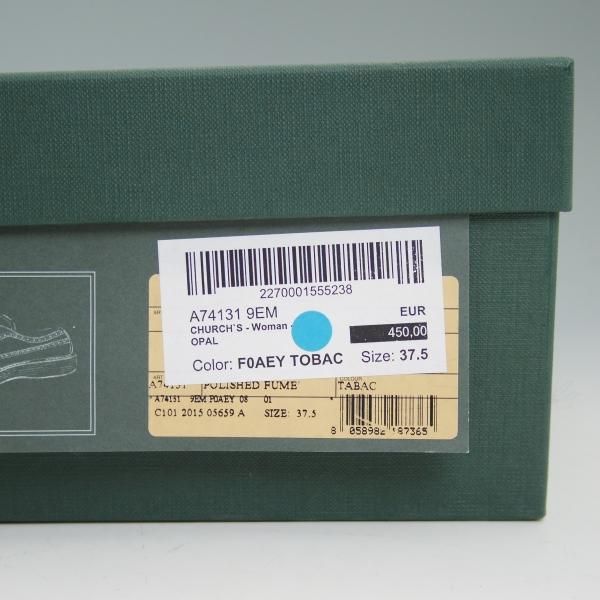 2270001555238
A74131 9EM EUR
CHURCH`S - Woman - 450,00
OPAL
Color: F0AEY TOBAC Size: 37.5
A74131 POLISHED FUME' TABAC
* A74131 9EM F0AEY 08 01 *
C101 2015 05659 A SIZE: 37.5
8 058982 187365